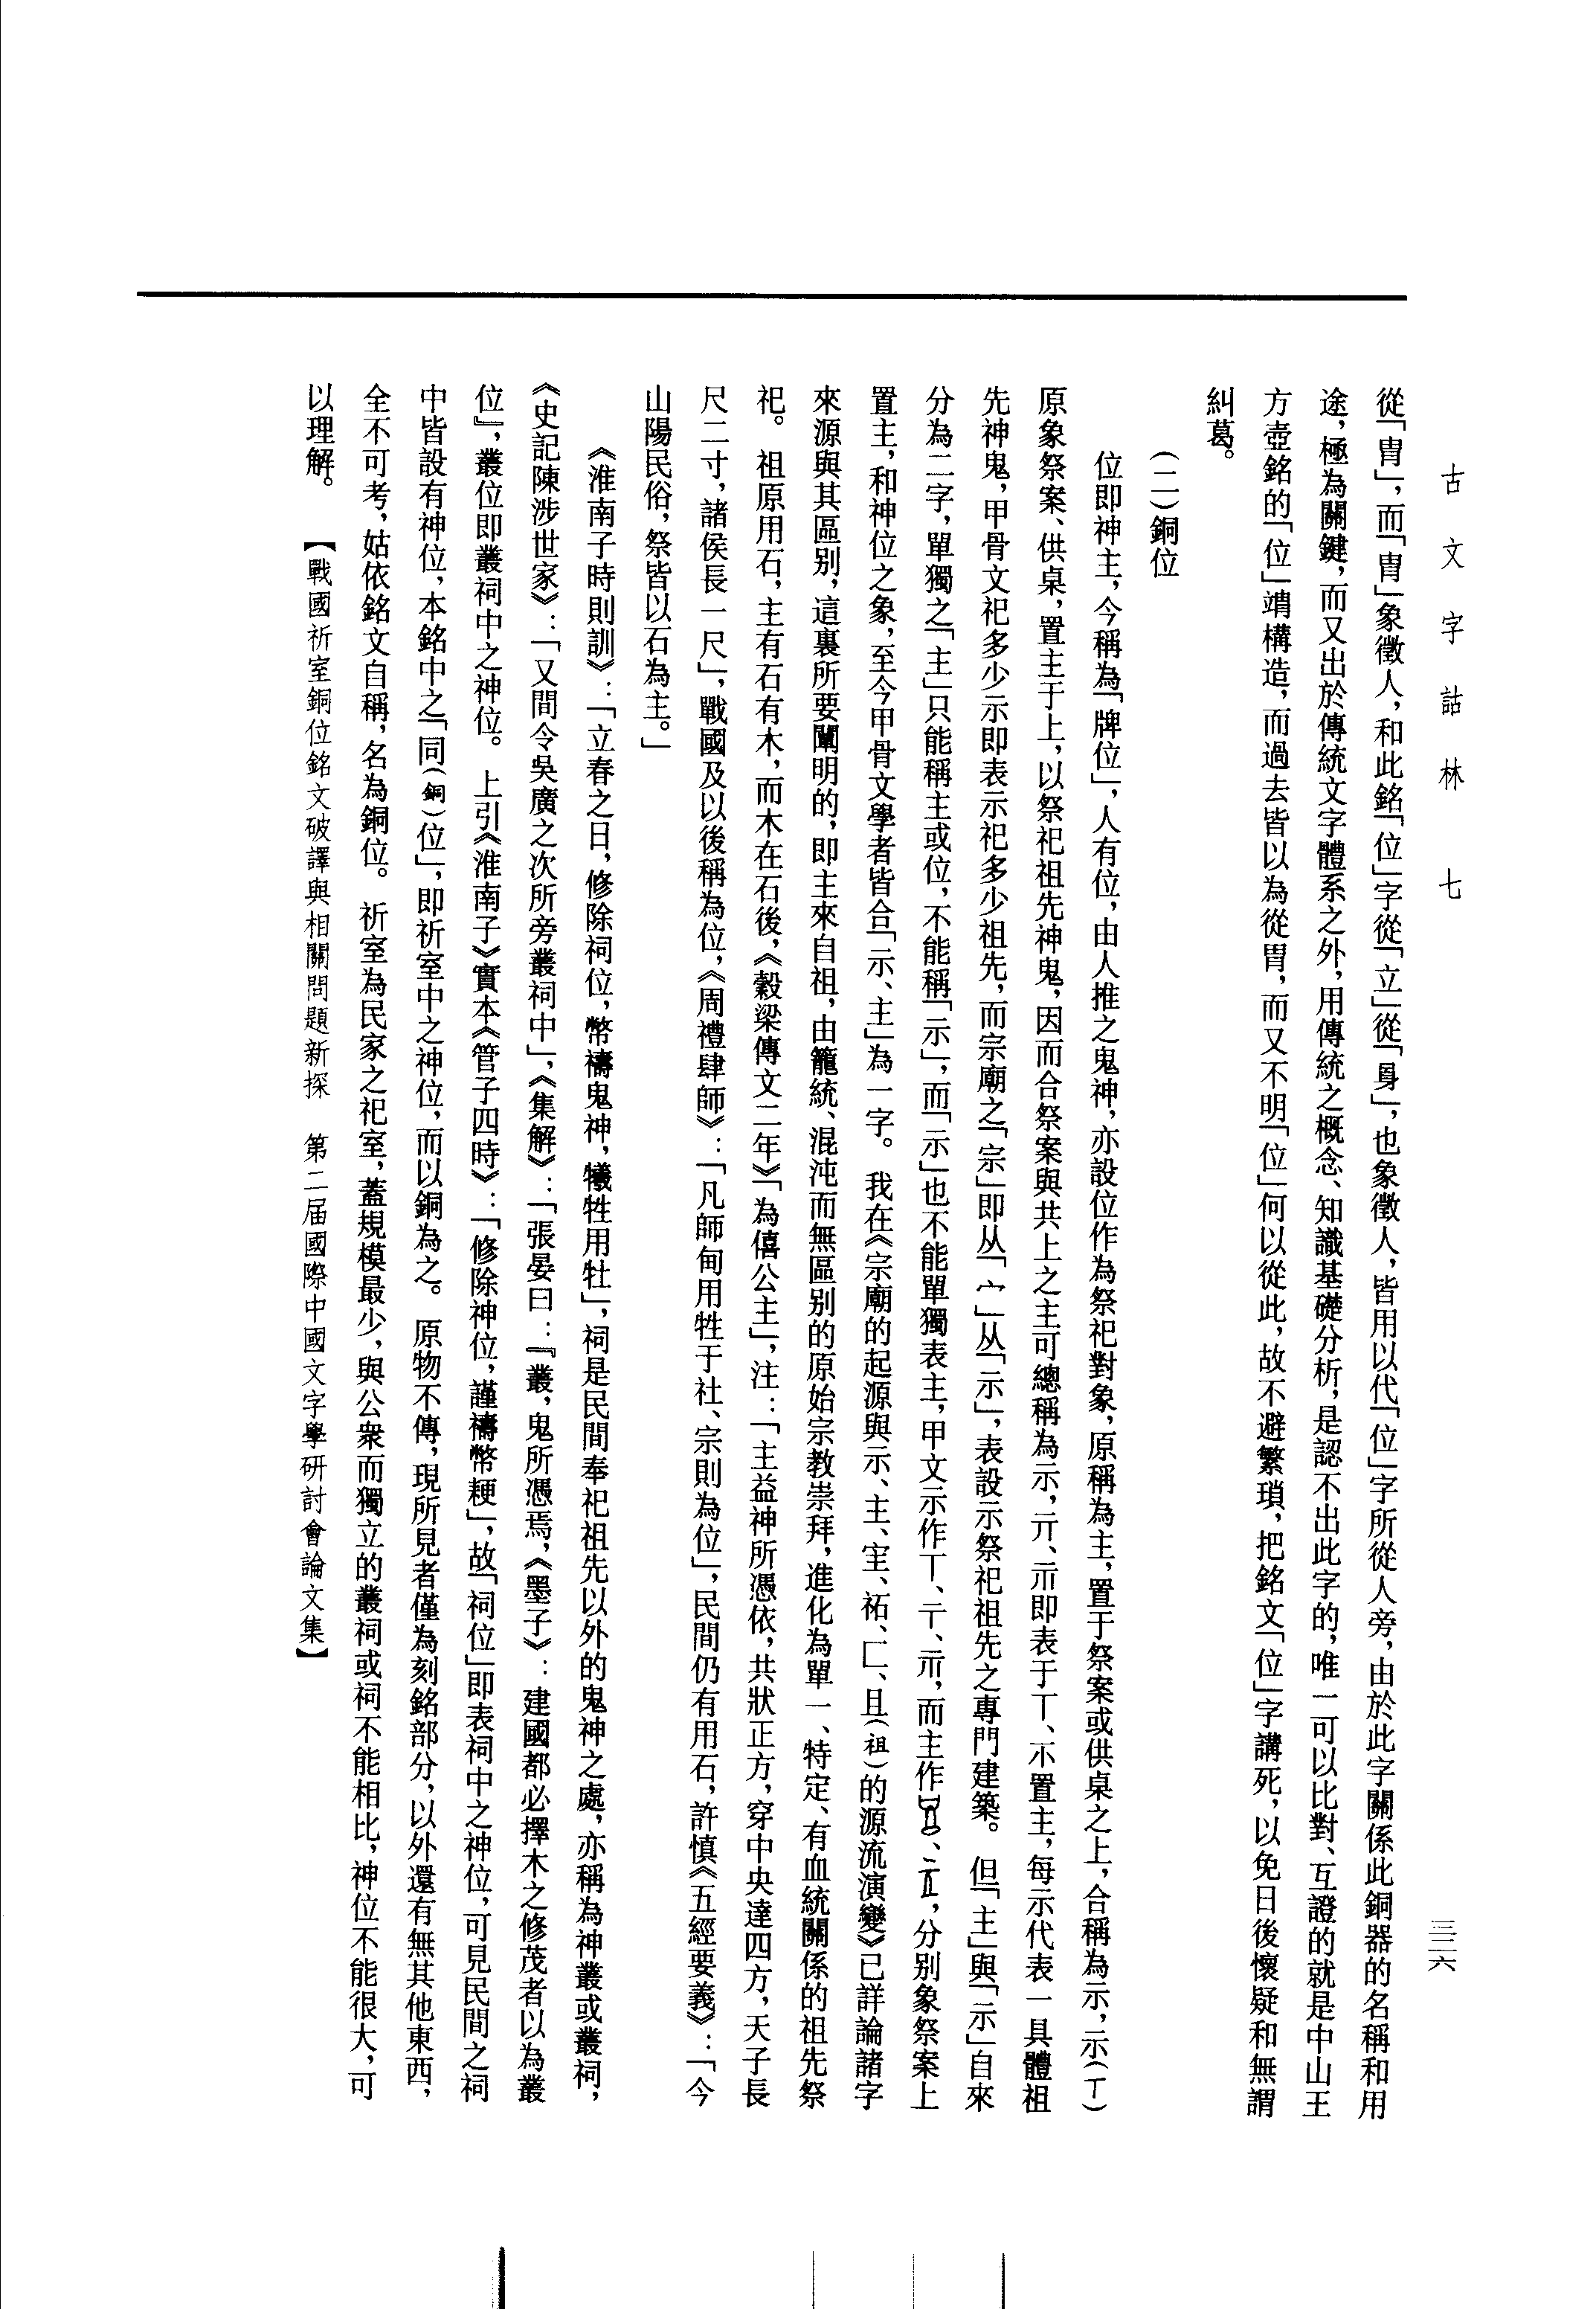 古文字詁林 七
三二六
從「胄」，而「胄」象徵人，和此銘「位」字從「立」從「㫐」，也象徵人，皆用以代「位」字所從人旁，由於此字關係此銅器的名稱和用
途，極為關鍵，而又出於傳統文字體系之外，用傳統之概念、知識基礎分析，是認不出此字的，唯一可以比對、互證的就是中山王
方壺銘的「位」構造，而過去皆以為從胃，而又不明「位」何以從此，故不避繁瑣，把銘文「位」字講死，以免日後懷疑和無謂
糾葛。
(二)銅位
位即神主，今稱為「牌位」，人有位，由人推之鬼神，亦設位作為祭祀對象，原稱為主，置于祭案或供桌之上，合稱為示，示(丅)
原象祭案、供桌，置主于上，以祭祀祖先神鬼，因而合祭案與共上之主可總稱為示，亓、示即表于丅、不置主，每示代表一具體祖
先神鬼，甲骨文祀多少示即表示祀多少祖先，而宗廟之「宗」即从「宀」从「示」，表設示祭祀祖先之專門建築。但「主」與「示」自來
分為二字，單獨之「主」只能稱主或位，不能稱「示」，而「示」也不能單獨表主，甲文示作丅、亍、示，而主作、，分別象祭案上
置主，和神位之象，至今甲骨文學者皆合「示、主」為一字。我在《宗廟的起源與示、主、宔、祏、匚、且(祖)的源流演變》已詳論諸字
來源與其區別，這裏所要闡明的，即主來自祖，由籠統、混沌而無區別的原始宗教崇拜，進化為單一、特定、有血統關係的祖先祭
祀。祖原用石，主有石有木，而木在石後，《穀梁傳文二年》「為僖公主」，注：「主益神所憑依，共狀正方，穿中央達四方，天子長
尺二寸，諸侯長一尺」，戰國及以後稱為位，《周禮肆師》：「凡師甸用牲于社、宗則為位」，民間仍有用石，許慎《五經要義》：「今
山陽民俗，祭皆以石為主。」
《淮南子時則訓》：「立春之日，修除祠位，幣禱鬼神，犧牲用牡」，祠是民間奉祀祖先以外的鬼神之處，亦稱為神叢或叢祠，
《史記陳涉世家》：「又間令吳廣之次所旁叢祠中」，《集解》：「張晏曰：『叢，鬼所憑焉，《墨子》：建國都必擇木之修茂者以為叢
位』，叢位即叢祠中之神位。上引《淮南子》實本《管子四時》：「修除神位，謹禱幣梗」，故「祠位」即表祠中之神位，可見民間之祠
中皆設有神位，本銘中之「同(銅)位」，即祈室中之神位，而以銅為之。原物不傳，現所見者僅為刻銘部分，以外還有無其他東西，
全不可考，姑依銘文自稱，名為銅位。祈室為民家之祀室，蓋規模最少，與公衆而獨立的叢祠或祠不能相比，神位不能很大，可
以理解。【戰國祈室銅位銘文破譯與相關問題新探 第二届國際中國文字學研討會論文集】